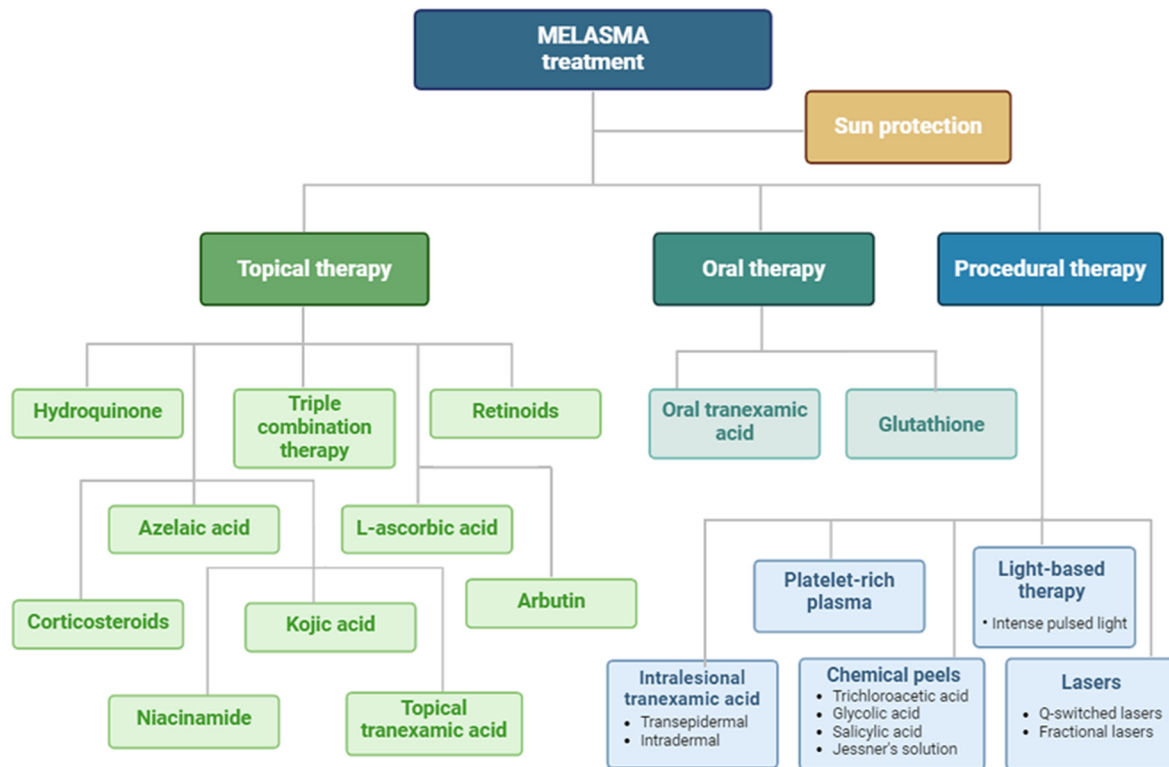 MELASMA
treatment
Sun protection
Topical therapy
Oral therapy
Procedural therapy
Hydroquinone
Triple
combination
therapy
Retinoids
Oral tranexamic
acid
Glutathione
Azelaic acid
L-ascorbic acid
Corticosteroids
Kojic acid
Arbutin
Niacinamide
Topical
tranexamic acid
Platelet-rich
plasma
Light-based
therapy
• Intense pulsed light
Intralesional
tranexamic acid
• Transepidermal
• Intradermal
Chemical peels
• Trichloroacetic acid
• Glycolic acid
• Salicylic acid
• Jessner's solution
Lasers
• Q-switched lasers
• Fractional lasers